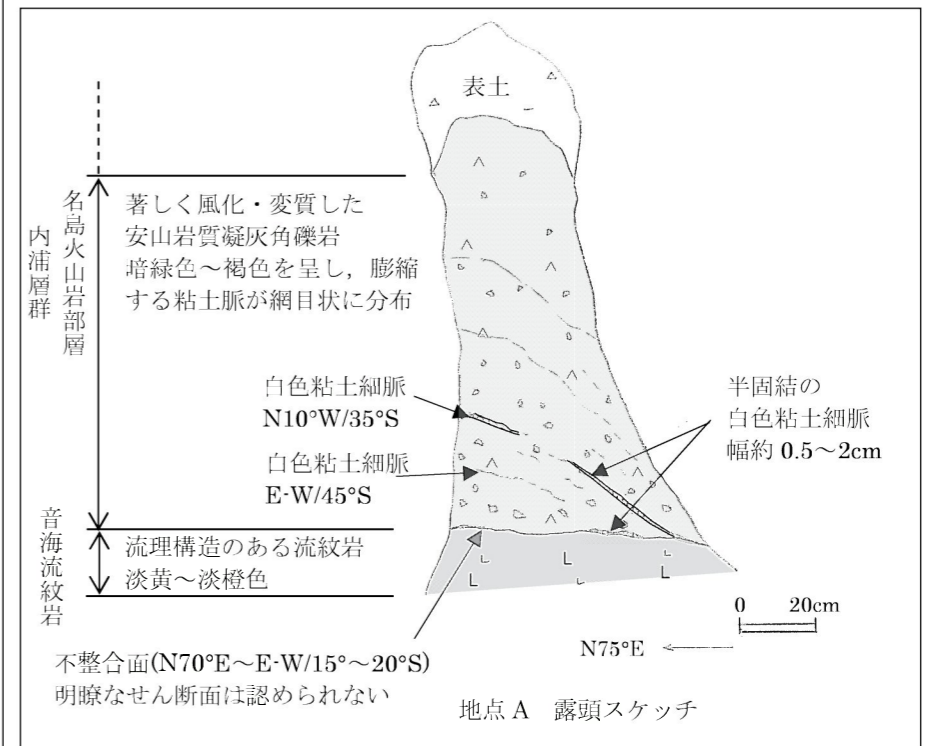 表土
内浦層群
名島火山岩部層
著しく風化・変質した
安山岩質凝灰角礫岩
暗緑色~褐色を呈し,膨縮
する粘土脈が網目状に分布
白色粘土細脈
N10°W/35°S
白色粘土細脈
E-W/45°S
半固結の
白色粘土細脈
幅約 0.5~2cm
音海流紋岩
流理構造のある流紋岩
淡黄~淡橙色
不整合面(N70°E~E-W/15°~20°S)
明瞭なせん断面は認められない
0 20cm
N75°E
地点 A 露頭スケッチ